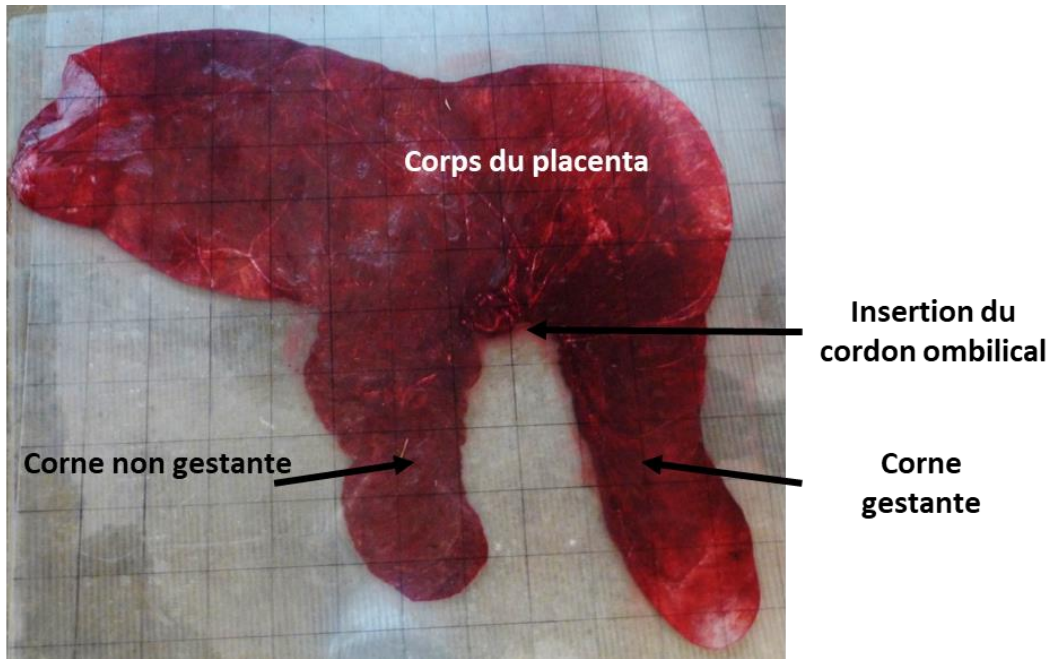 Corps du placenta
Insertion du
cordon ombilical
Corne non gestante
Corne
gestante